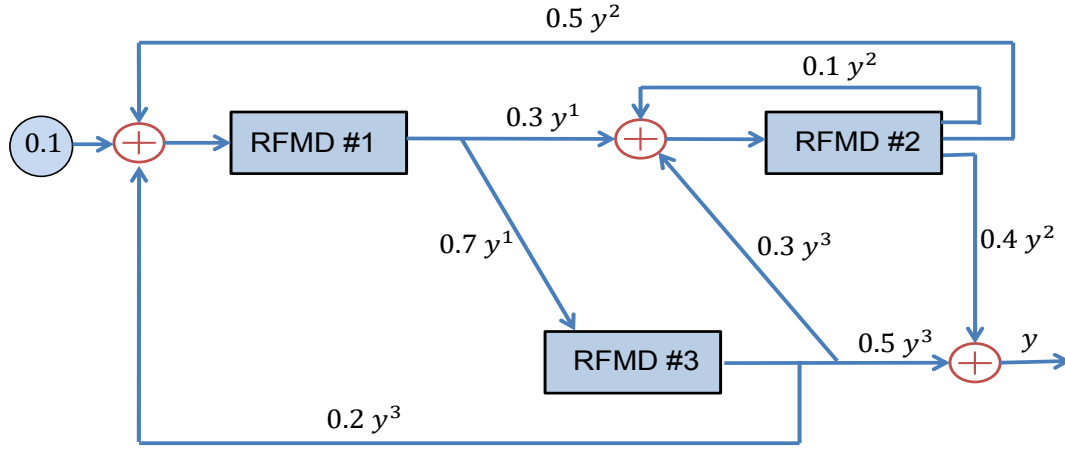 0.5 y²
0.1 y²
0.1
RFMD #1
0.3 y¹
RFMD #2
0.7 y¹
0.3 y³
0.4 y²
RFMD #3
0.5 y³
y
0.2 y³